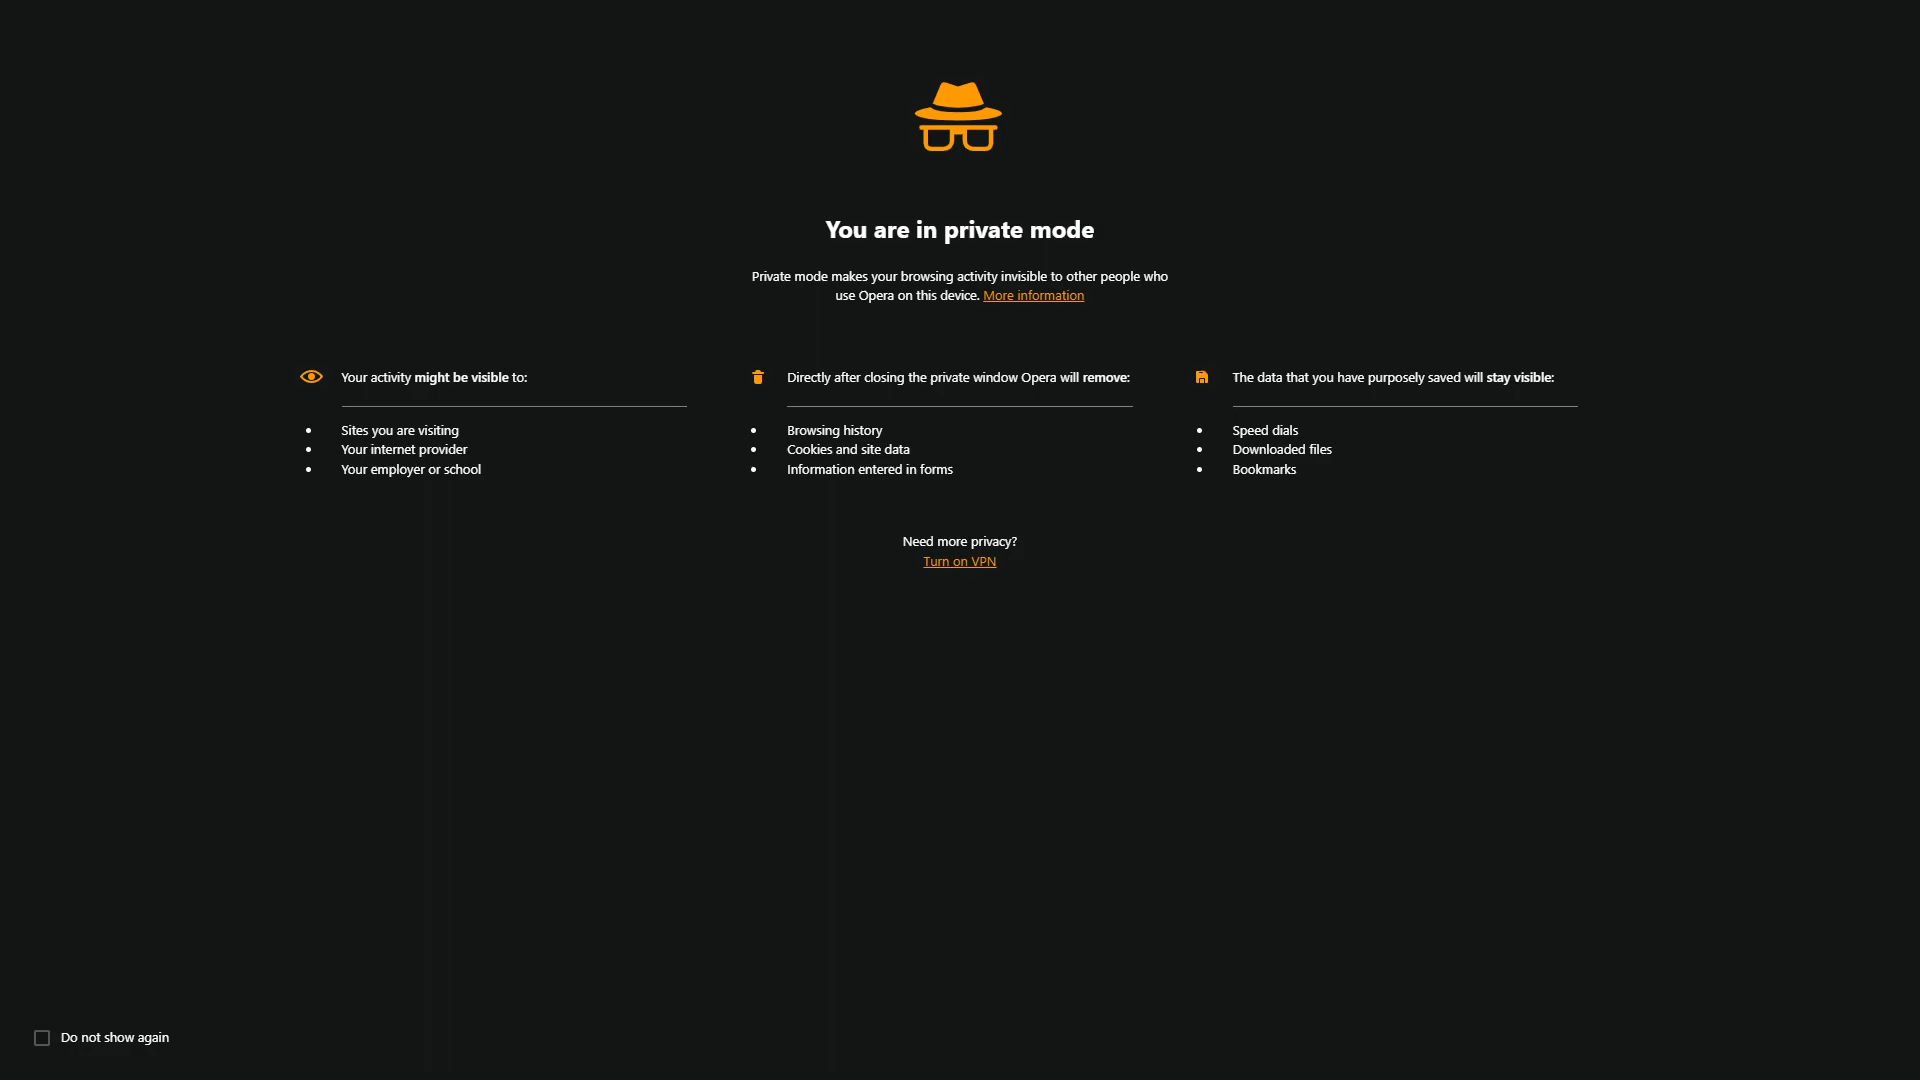 You are in private mode
Private mode makes your browsing activity invisible to other people who
use Opera on this device. More information
Your activity might be visible to:
Sites you are visiting
Your internet provider
Your employer or school
Directly after closing the private window Opera will remove:
Browsing history
Cookies and site data
Information entered in forms
The data that you have purposely saved will stay visible:
Speed dials
Downloaded files
Bookmarks
Need more privacy?
Turn on VPN
Do not show again